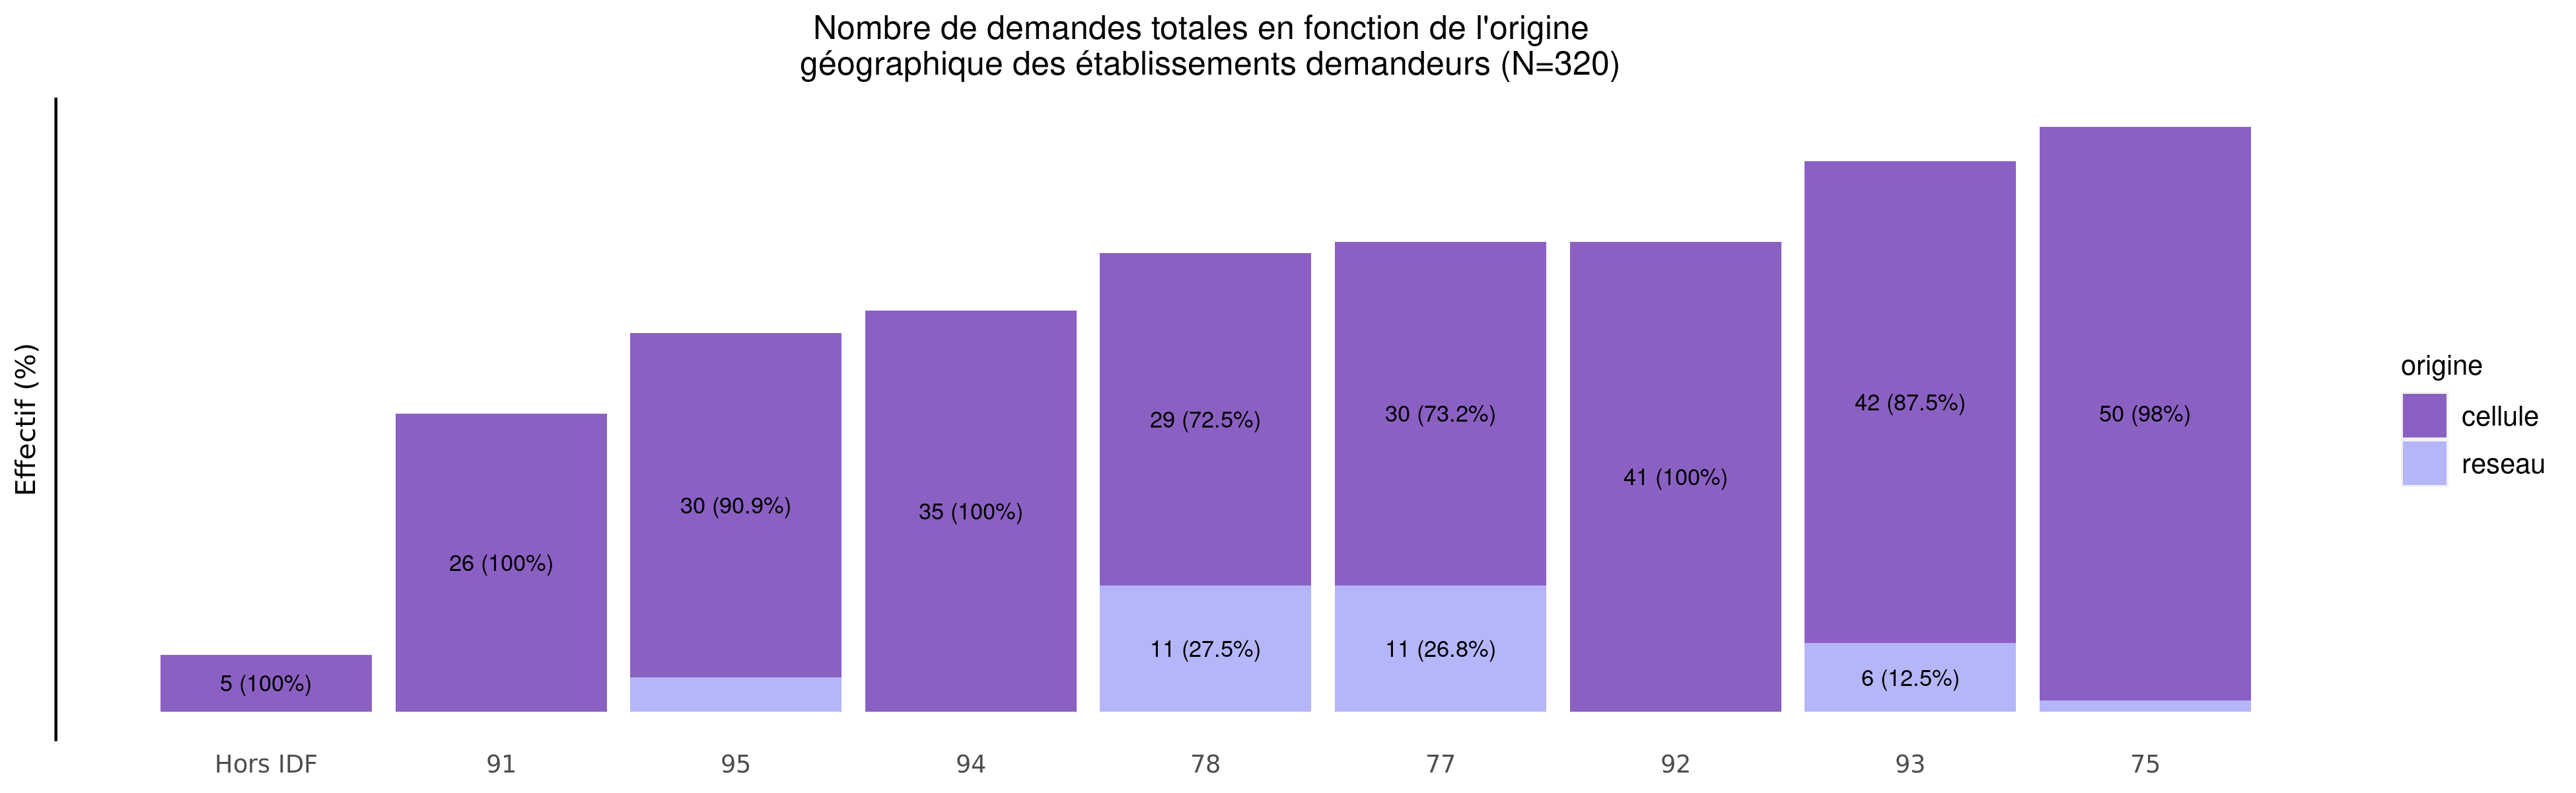 Nombre de demandes totales en fonction de l'origine
géographique des établissements demandeurs (N=320)
Effectif (%)
5 (100%)
26 (100%)
30 (90.9%)
35 (100%)
29 (72.5%)
11 (27.5%)
30 (73.2%)
11 (26.8%)
41 (100%)
42 (87.5%)
6 (12.5%)
50 (98%)
Hors IDF
91
95
94
78
77
92
93
75
origine
cellule
reseau